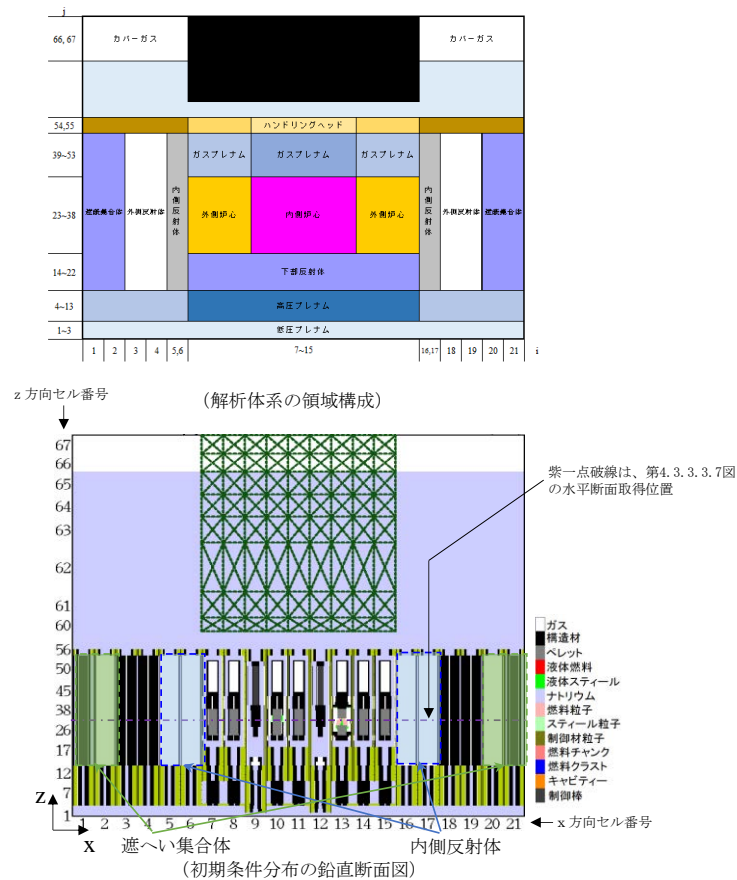 j
66, 67
カバーガス
カバーガス
54,55
ハンドリングヘッド
39~53
ガスプレナム
ガスプレナム
ガスプレナム
23~38
遮蔽集合体
外側反射体
内側反射体
外側炉心
内側炉心
外側炉心
内側反射体
外側反射体
遮蔽集合体
14~22
下部反射体
4~13
高圧プレナム
1~3
低圧プレナム
1 2 3 4 5,6 7~15 16,17 18 19 20 21 i
z 方向セル番号
(解析体系の領域構成)
67
66
65
64
63
62
61
60
56
50
45
38
26
17
12
7
1
紫一点破線は、第4.3.3.3.7図
の水平断面取得位置
ガス
構造材
ペレット
液体燃料
液体スティール
ナトリウム
燃料粒子
スティール粒子
制御材粒子
燃料チャンク
燃料クラスト
キャビティー
制御棒
Z
X
1 2 3 4 5 6 7 8 9 10 11 12 13 14 15 16 17 18 19 20 21
x 方向セル番号
遮へい集合体
内側反射体
(初期条件分布の鉛直断面図)